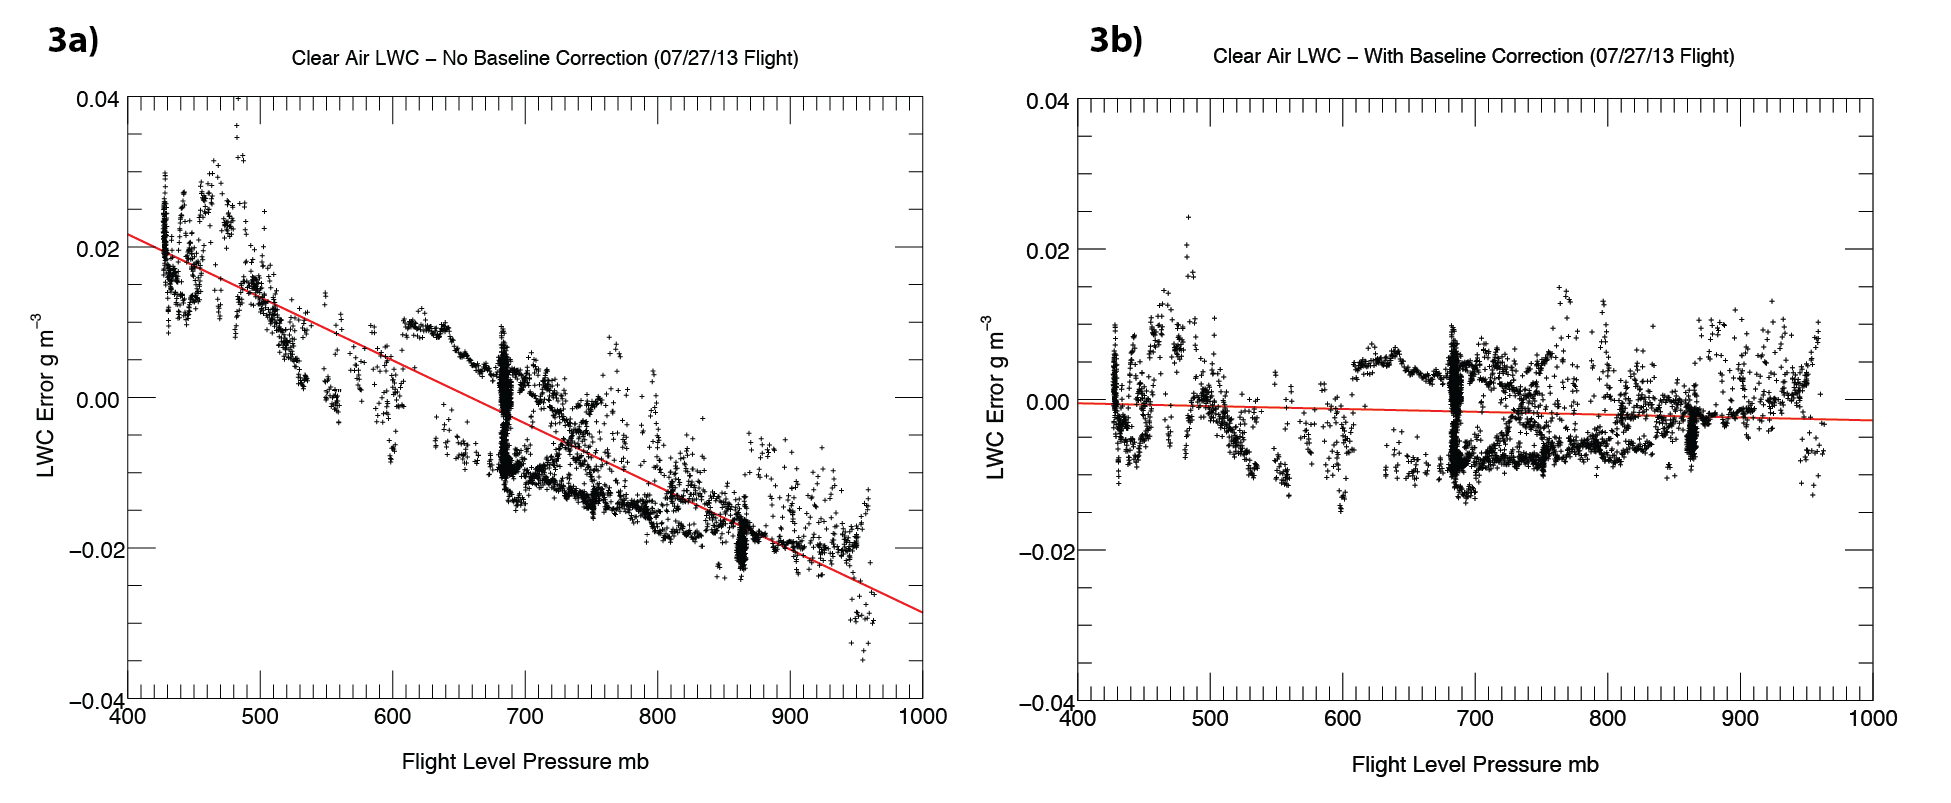 3a)
Clear Air LWC – No Baseline Correction (07/27/13 Flight)
LWC Error g m⁻³
0.04
0.02
0.00
−0.02
−0.04
400 500 600 700 800 900 1000
Flight Level Pressure mb
3b)
Clear Air LWC – With Baseline Correction (07/27/13 Flight)
LWC Error g m⁻³
0.04
0.02
0.00
−0.02
−0.04
400 500 600 700 800 900 1000
Flight Level Pressure mb